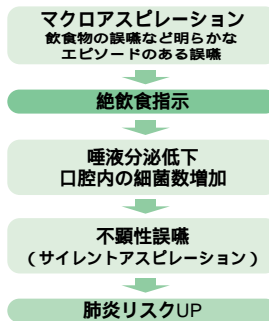 マクロアスピレーション
飲食物の誤嚥など明らかな
エピソードのある誤嚥
絶飲食指示
唾液分泌低下
口腔内の細菌数増加
不顕性誤嚥
(サイレントアスピレーション)
肺炎リスクUP